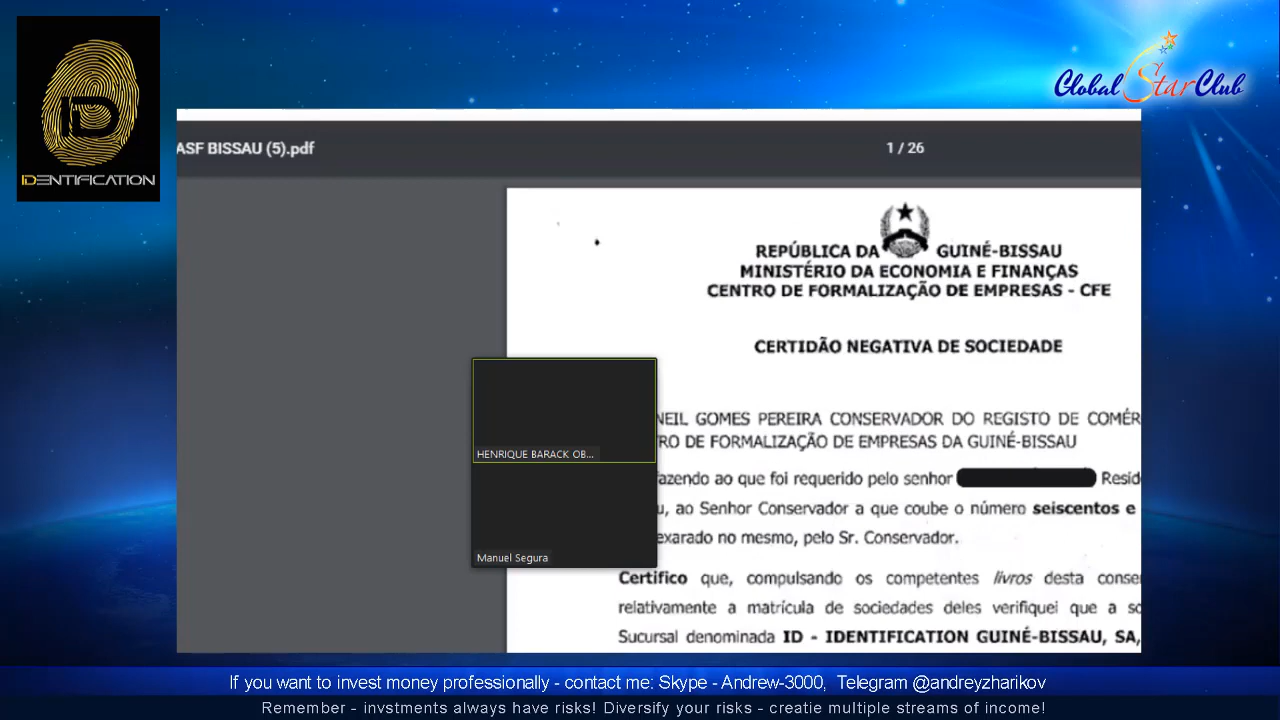 ID
IDENTIFICATION
Global Star Club
ASF BISSAU (5).pdf
1 / 26
REPÚBLICA DA GUINÉ-BISSAU
MINISTÉRIO DA ECONOMIA E FINANÇAS
CENTRO DE FORMALIZAÇÃO DE EMPRESAS - CFE
CERTIDÃO NEGATIVA DE SOCIEDADE
NEIL GOMES PEREIRA CONSERVADOR DO REGISTO DE COMÉR
RO DE FORMALIZAÇÃO DE EMPRESAS DA GUINÉ-BISSAU
azendo ao que foi requerido pelo senhor Resid
u, ao Senhor Conservador a que coube o número seiscentos e
exarado no mesmo, pelo Sr. Conservador.
Certifico que, compulsando os competentes livros desta conse
relativamente a matrícula de sociedades deles verifiquei que a so
Sucursal denominada ID - IDENTIFICATION GUINÉ-BISSAU, SA,
HENRIQUE BARACK OB...
Manuel Segura
If you want to invest money professionally - contact me: Skype - Andrew-3000, Telegram @andreyzharikov
Remember - invstments always have risks! Diversify your risks - creatie multiple streams of income!